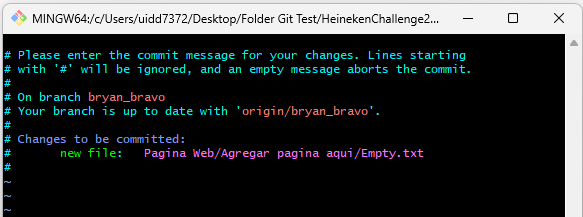 MINGW64:/c/Users/uidd7372/Desktop/Folder Git Test/HeinekenChallenge2...
# Please enter the commit message for your changes. Lines starting
# with '#' will be ignored, and an empty message aborts the commit.
#
# On branch bryan_bravo
# Your branch is up to date with 'origin/bryan_bravo'.
#
# Changes to be committed:
#       new file:   Pagina Web/Agregar pagina aqui/Empty.txt
#
~
~
~